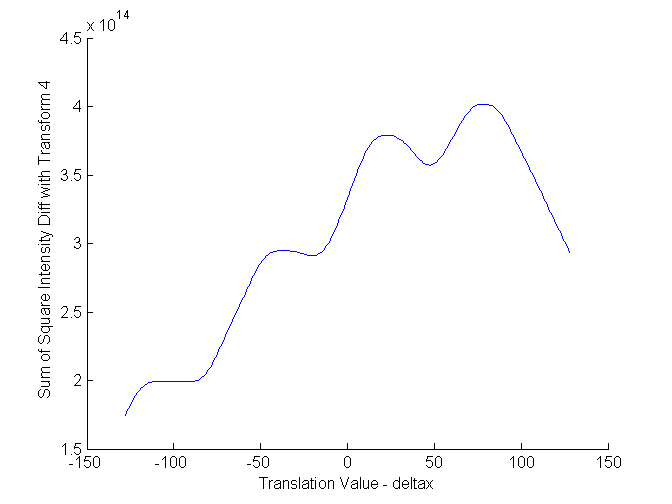 x 10^14
4.5
4
3.5
3
2.5
2
1.5
-150 -100 -50 0 50 100 150
Translation Value - deltax
Sum of Square Intensity Diff with Transform 4